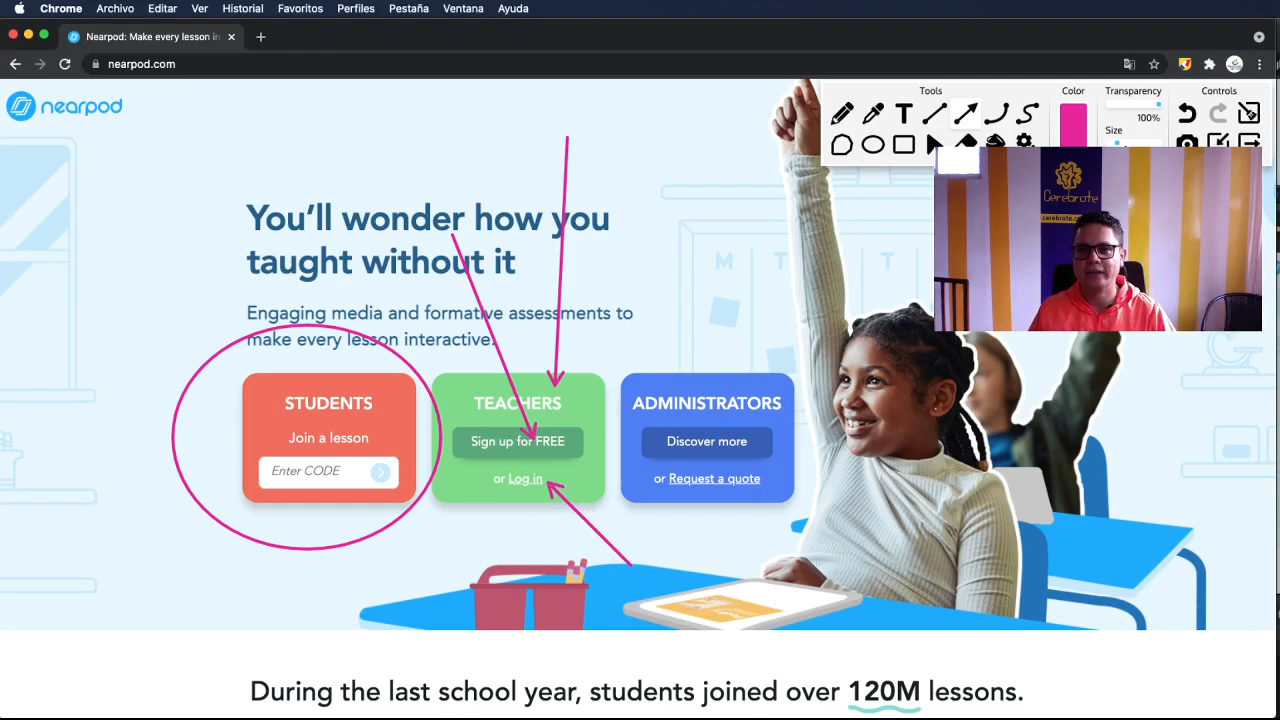 Chrome Archivo Editar Ver Historial Favoritos Perfiles Pestaña Ventana Ayuda
Nearpod: Make every lesson in
nearpod.com
nearpod
Tools Color Transparency Controls
100%
Size
Cerebrote
You'll wonder how you
taught without it
M T T
Engaging media and formative assessments to
make every lesson interactive.
STUDENTS
Join a lesson
Enter CODE
TEACHERS
Sign up for FREE
or Log in
ADMINISTRATORS
Discover more
or Request a quote
During the last school year, students joined over 120M lessons.